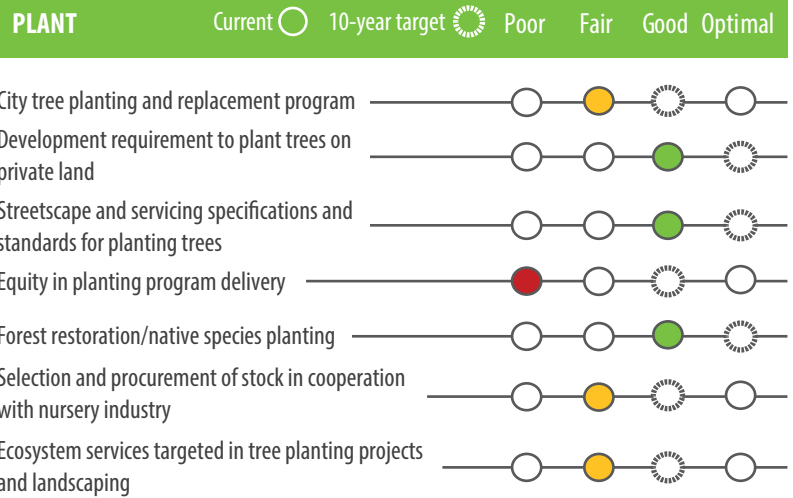 PLANT Current 10-year target Poor Fair Good Optimal
City tree planting and replacement program
Development requirement to plant trees on
private land
Streetscape and servicing specifications and
standards for planting trees
Equity in planting program delivery
Forest restoration/native species planting
Selection and procurement of stock in cooperation
with nursery industry
Ecosystem services targeted in tree planting projects
and landscaping